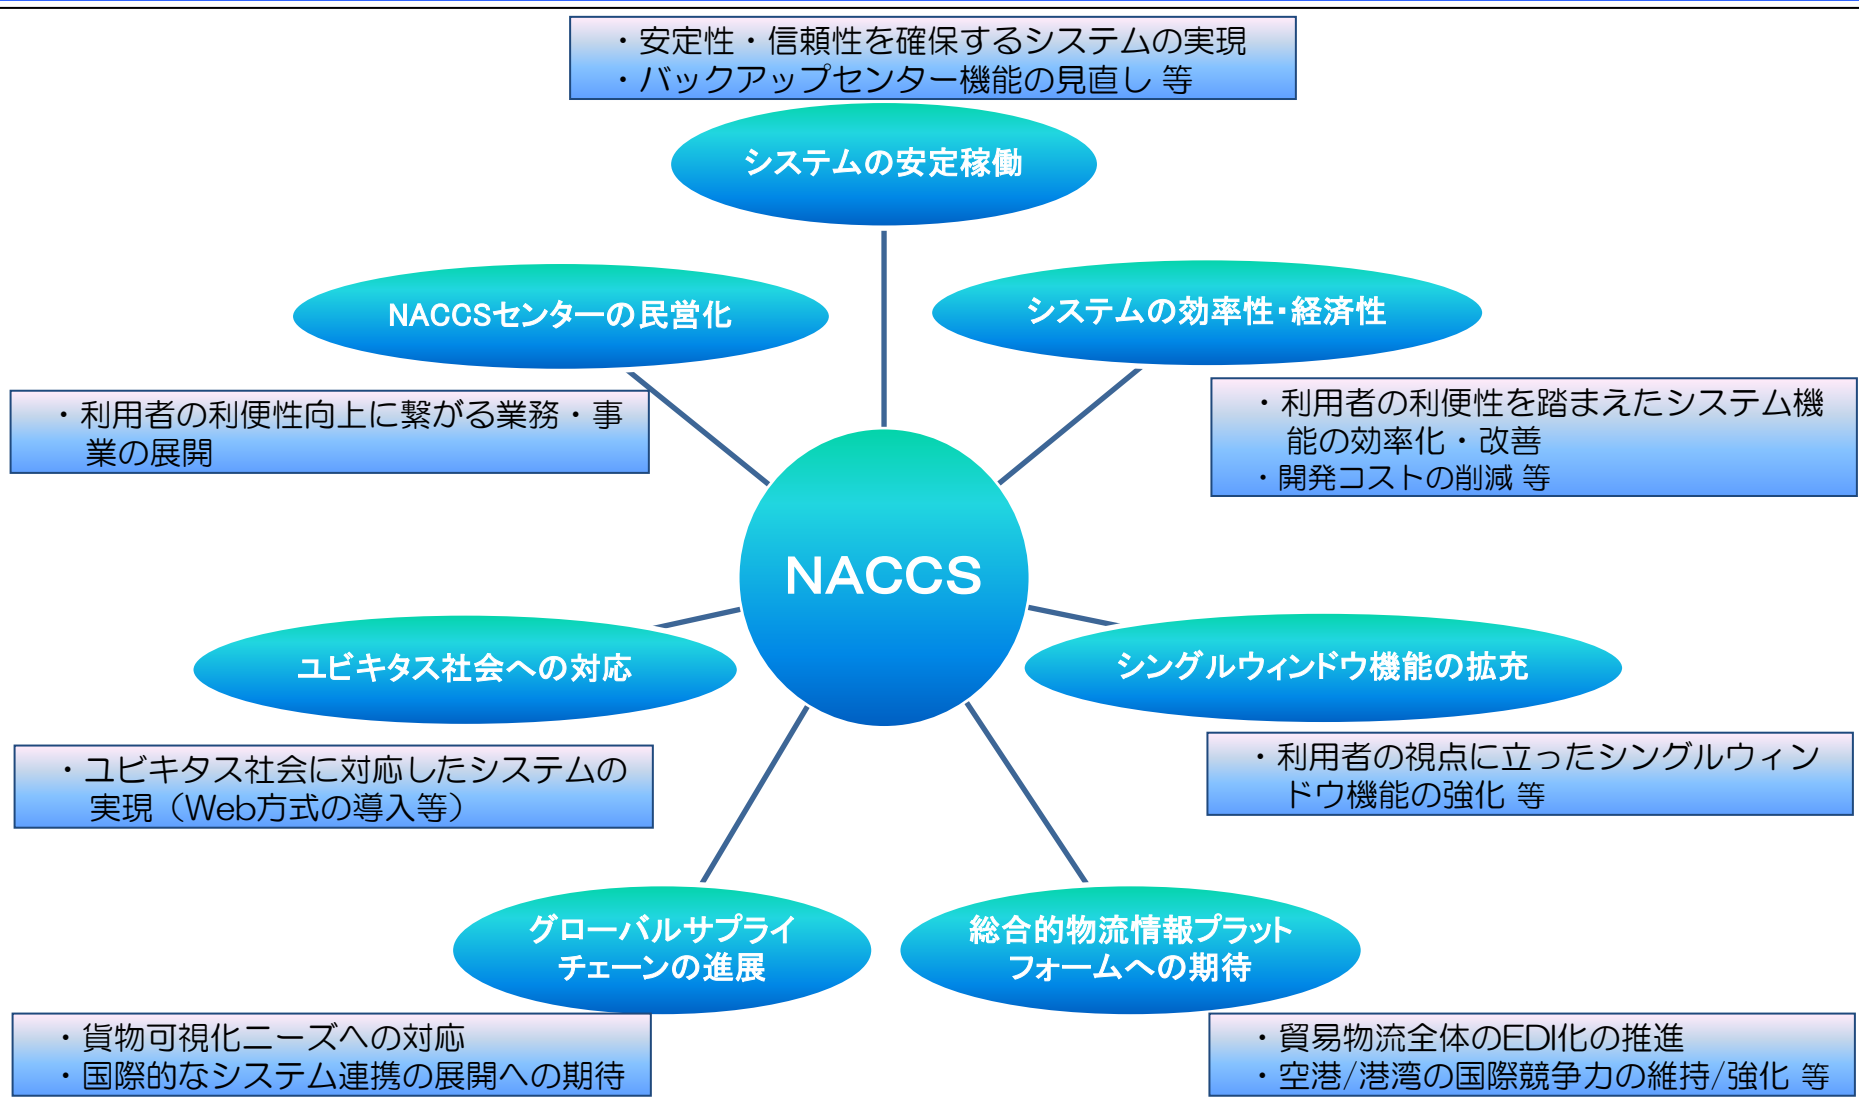 ・安定性・信頼性を確保するシステムの実現
・バックアップセンター機能の見直し 等
システムの安定稼働
NACCSセンターの民営化
システムの効率性・経済性
・利用者の利便性向上に繋がる業務・事
業の展開
・利用者の利便性を踏まえたシステム機
能の効率化・改善
・開発コストの削減 等
NACCS
ユビキタス社会への対応
シングルウィンドウ機能の拡充
・ユビキタス社会に対応したシステムの
実現（Web方式の導入等）
・利用者の視点に立ったシングルウィン
ドウ機能の強化 等
グローバルサプライ
チェーンの進展
総合的物流情報プラット
フォームへの期待
・貨物可視化ニーズへの対応
・国際的なシステム連携の展開への期待
・貿易物流全体のEDI化の推進
・空港/港湾の国際競争力の維持/強化 等